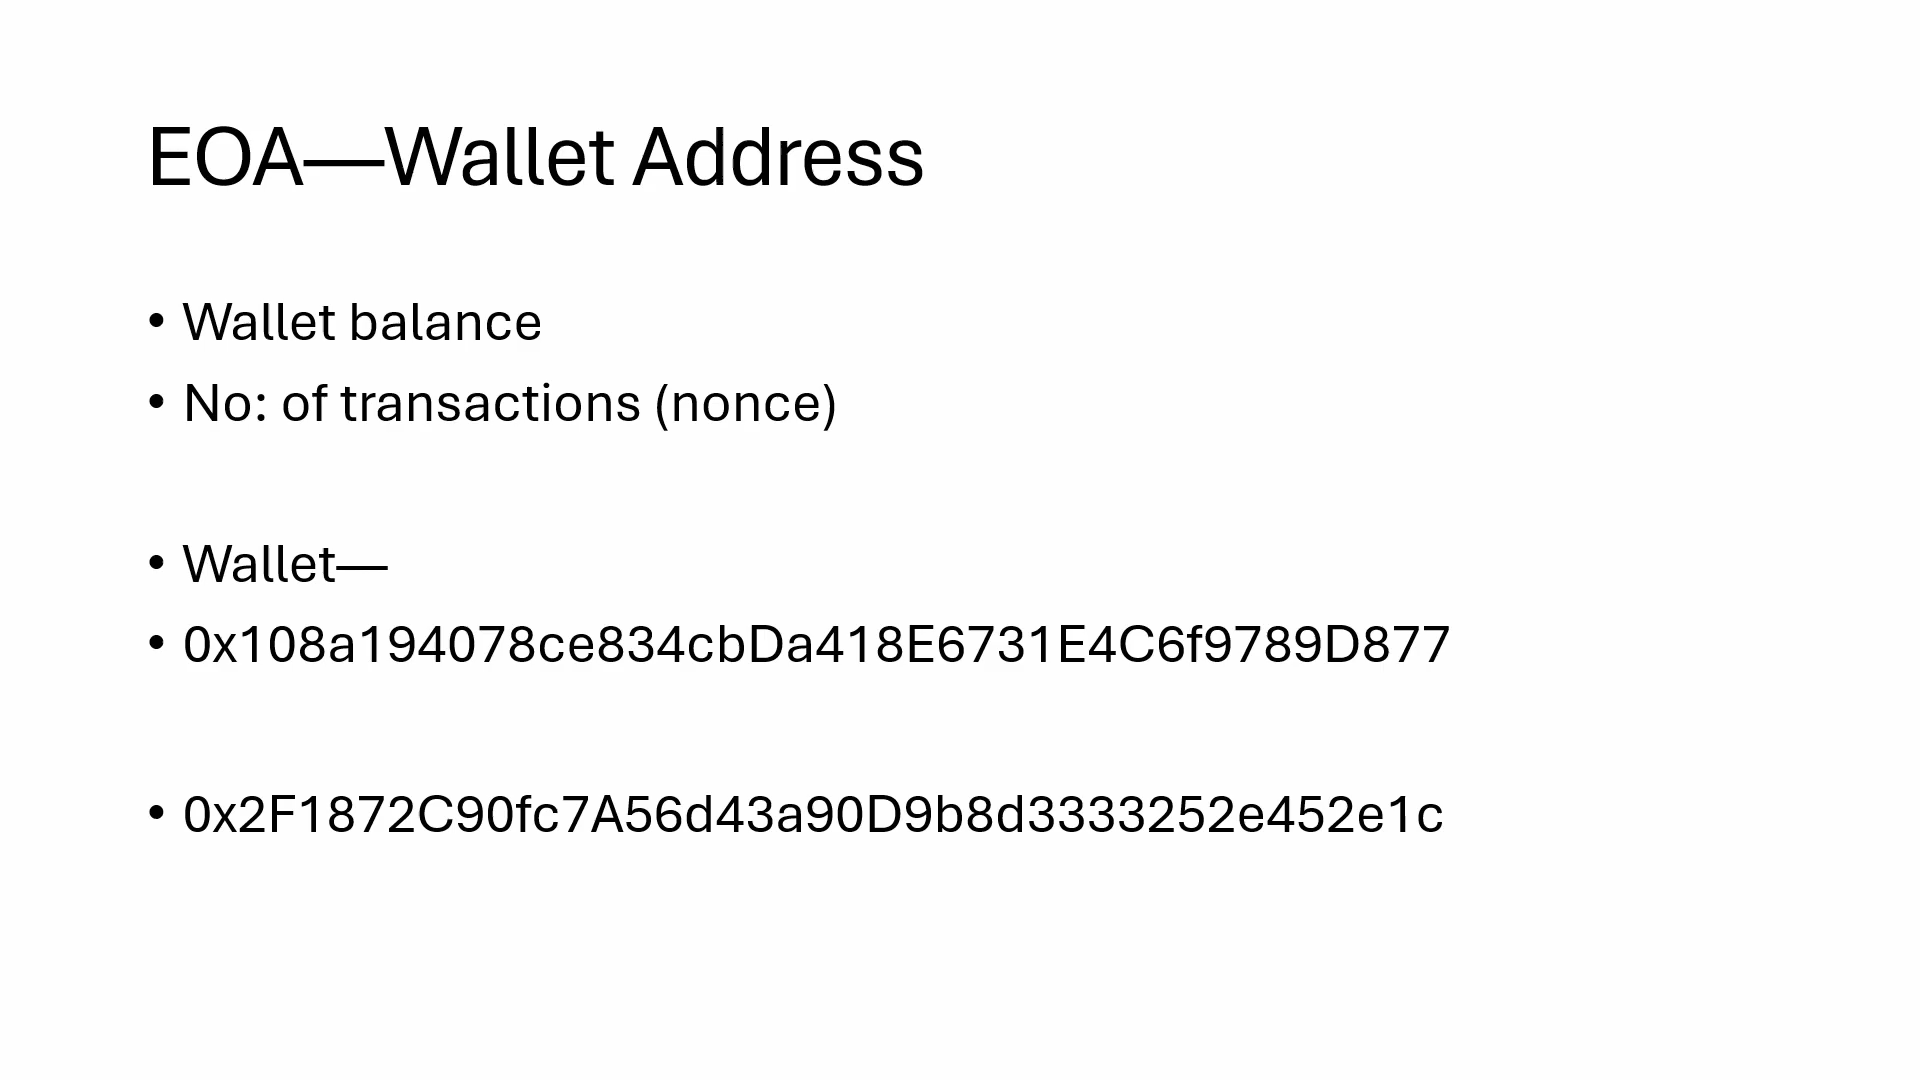 EOA—Wallet Address
• Wallet balance
• No: of transactions (nonce)
• Wallet—
• 0x108a194078ce834cbDa418E6731E4C6f9789D877
• 0x2F1872C90fc7A56d43a90D9b8d3333252e452e1c